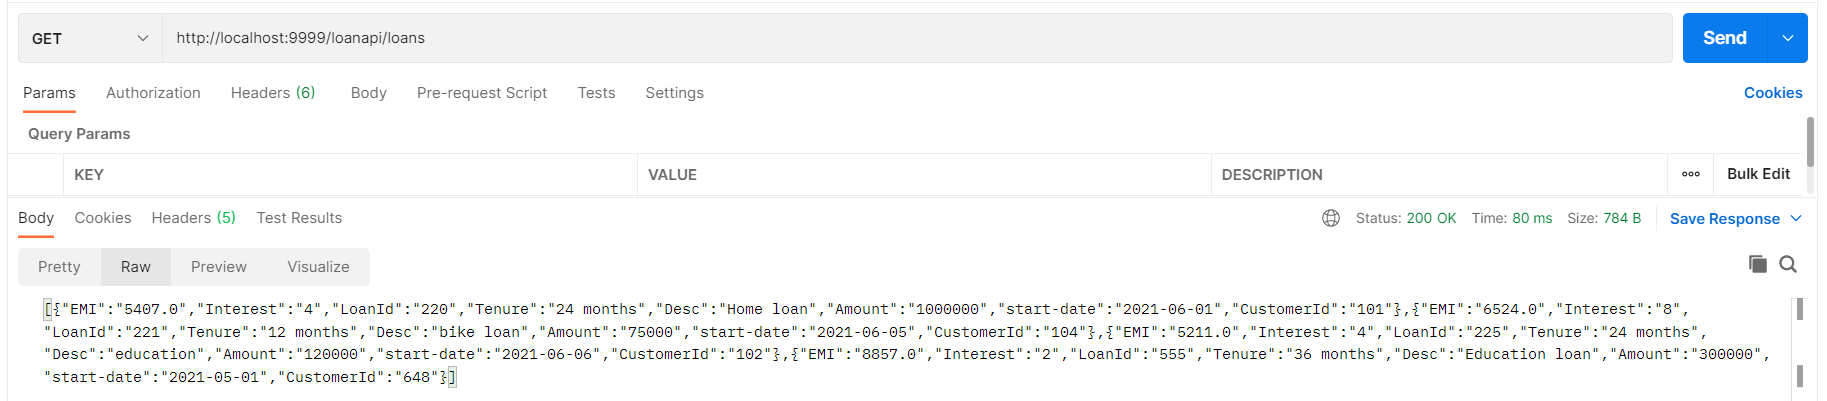 GET http://localhost:9999/loanapi/loans Send
Params Authorization Headers (6) Body Pre-request Script Tests Settings Cookies
Query Params
KEY VALUE DESCRIPTION ooo Bulk Edit
Body Cookies Headers (5) Test Results Status: 200 OK Time: 80 ms Size: 784 B Save Response
Pretty Raw Preview Visualize
[{"EMI":"5407.0","Interest":"4","LoanId":"220","Tenure":"24 months","Desc":"Home loan","Amount":"1000000","start-date":"2021-06-01","CustomerId":"101"},{"EMI":"6524.0","Interest":"8",
"LoanId":"221","Tenure":"12 months","Desc":"bike loan","Amount":"75000","start-date":"2021-06-05","CustomerId":"104"},{"EMI":"5211.0","Interest":"4","LoanId":"225","Tenure":"24 months",
"Desc":"education","Amount":"120000","start-date":"2021-06-06","CustomerId":"102"},{"EMI":"8857.0","Interest":"2","LoanId":"555","Tenure":"36 months","Desc":"Education loan","Amount":"300000",
"start-date":"2021-05-01","CustomerId":"648"}]